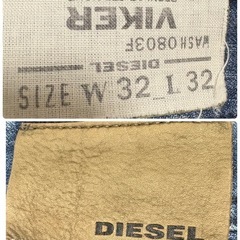 VIKER
WASH 0803F
DIESEL
SIZE W 32 L 32
DIESEL